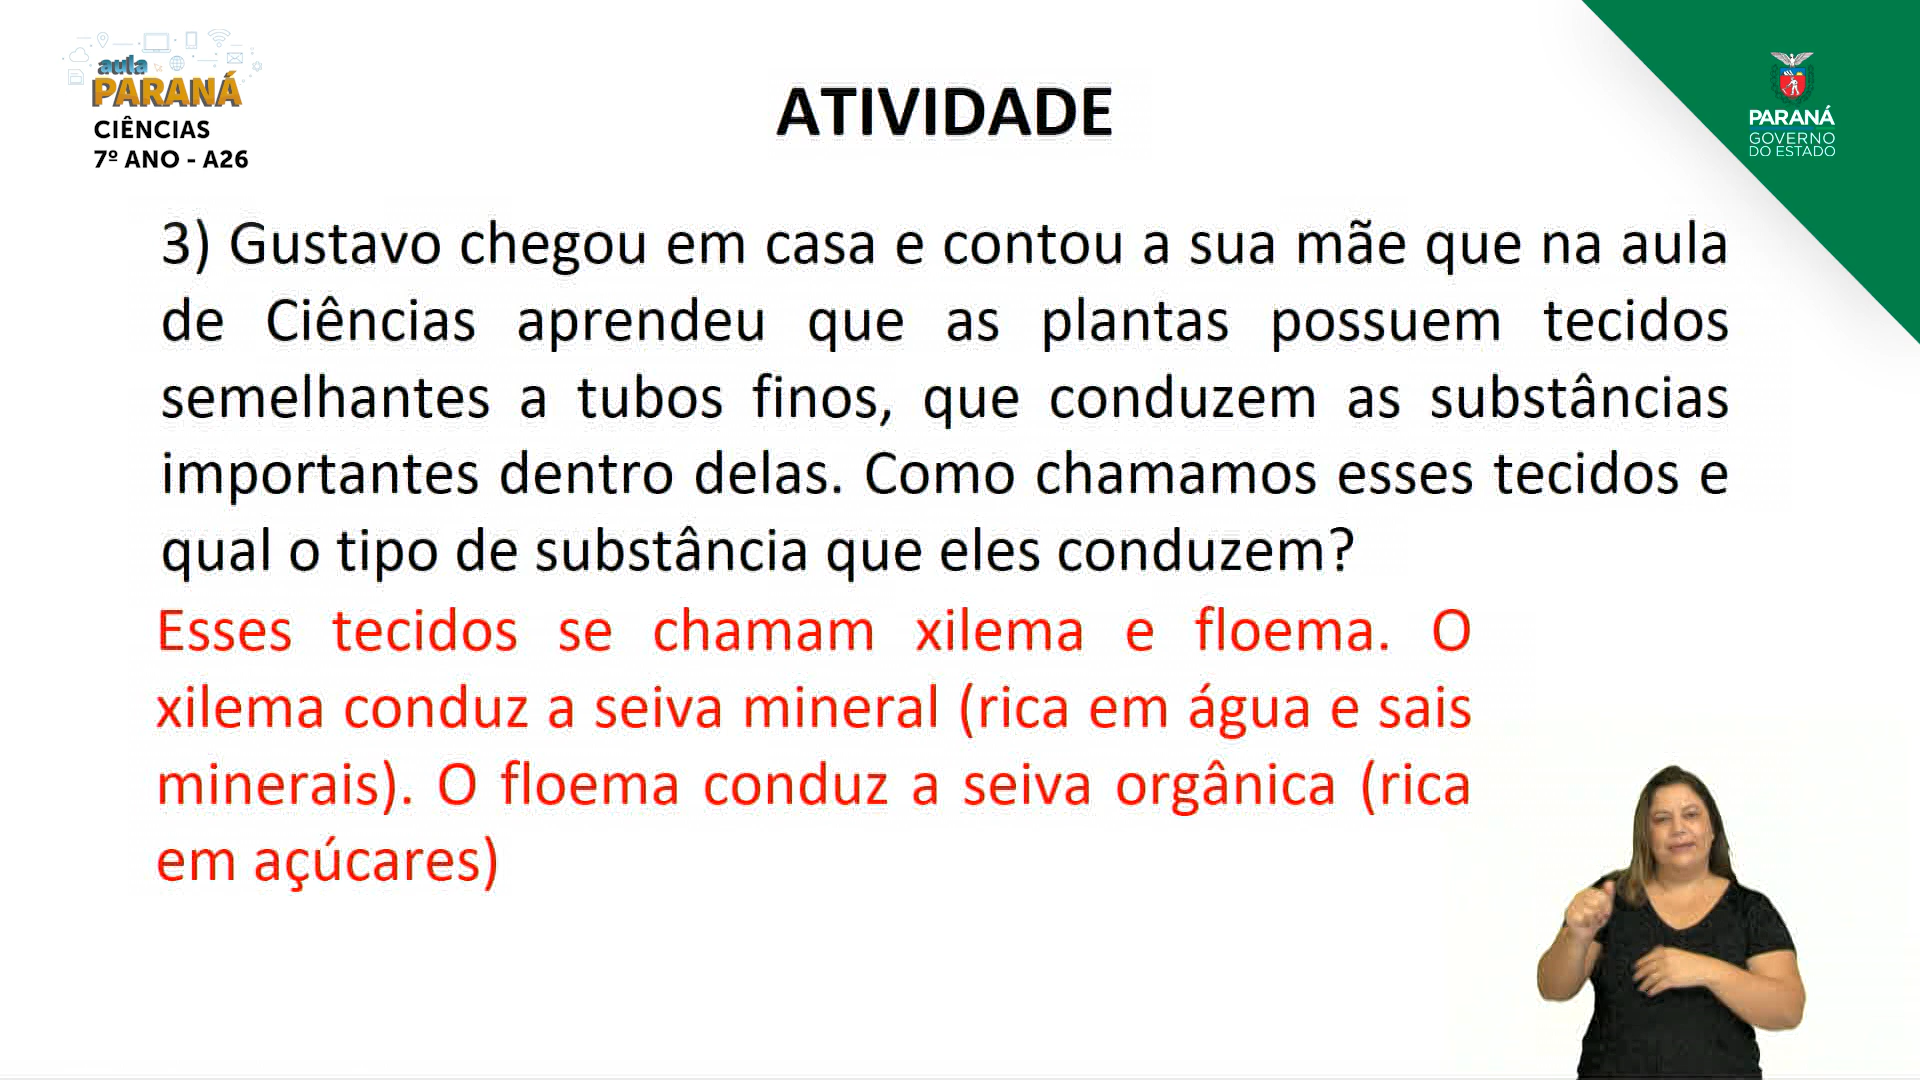 aula
PARANÁ
CIÊNCIAS
7º ANO - A26
ATIVIDADE
PARANÁ
GOVERNO
DO ESTADO
3) Gustavo chegou em casa e contou a sua mãe que na aula
de Ciências aprendeu que as plantas possuem tecidos
semelhantes a tubos finos, que conduzem as substâncias
importantes dentro delas. Como chamamos esses tecidos e
qual o tipo de substância que eles conduzem?
Esses tecidos se chamam xilema e floema. O
xilema conduz a seiva mineral (rica em água e sais
minerais). O floema conduz a seiva orgânica (rica
em açúcares)